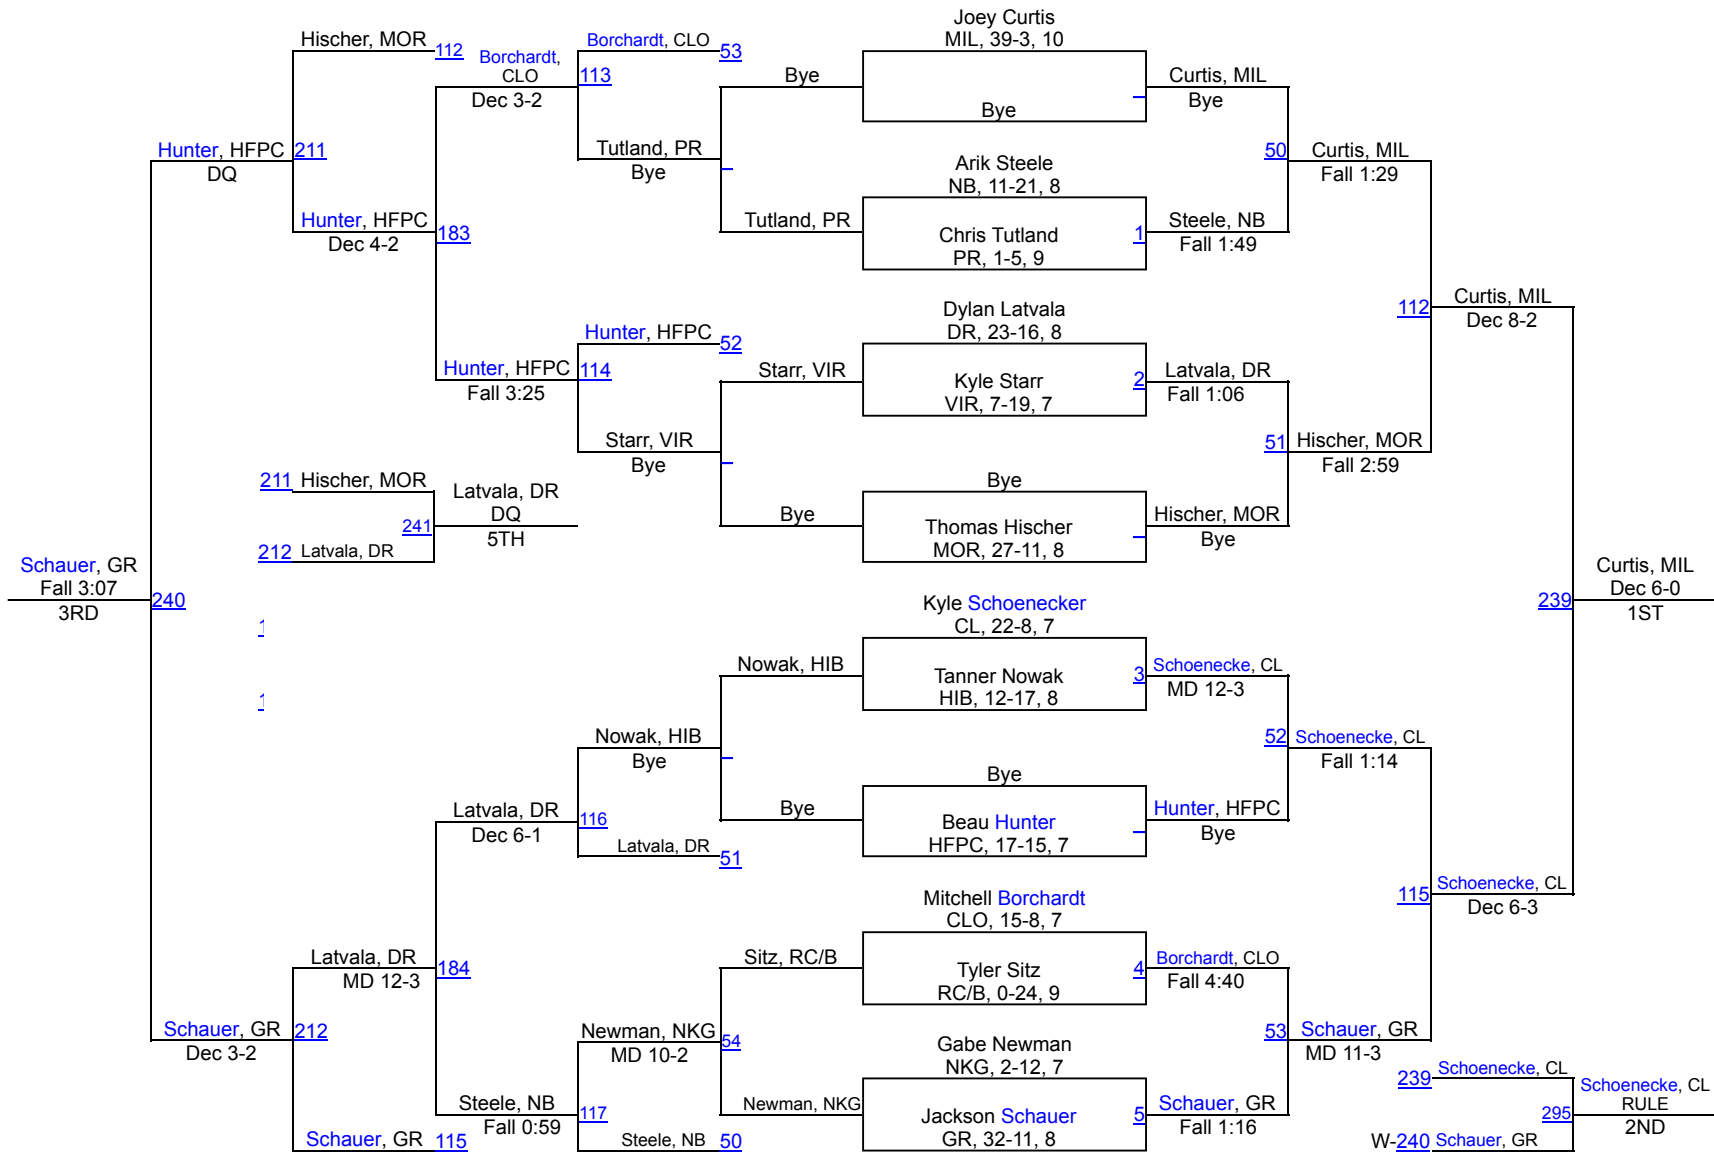 Joey Curtis
MIL, 39-3, 10
Bye
Arik Steele
NB, 11-21, 8
Chris Tutland
PR, 1-5, 9
1
Dylan Latvala
DR, 23-16, 8
Kyle Starr
VIR, 7-19, 7
2
Bye
Thomas Hischer
MOR, 27-11, 8
Kyle Schoenecker
CL, 22-8, 7
Tanner Nowak
HIB, 12-17, 8
3
Bye
Beau Hunter
HFPC, 17-15, 7
Mitchell Borchardt
CLO, 15-8, 7
Tyler Sitz
RC/B, 0-24, 9
4
Gabe Newman
NKG, 2-12, 7
Jackson Schauer
GR, 32-11, 8
5
Curtis, MIL
Bye
50
Steele, NB
Fall 1:49
Latvala, DR
Fall 1:06
51
Hischer, MOR
Bye
Schoenecke, CL
MD 12-3
52
Hunter, HFPC
Bye
Borchardt, CLO
Fall 4:40
53
Schauer, GR
Fall 1:16
Curtis, MIL
Fall 1:29
112
Hischer, MOR
Fall 2:59
Schoenecke, CL
Fall 1:14
115
Schauer, GR
MD 11-3
Curtis, MIL
Dec 8-2
239
Schoenecke, CL
Dec 6-3
Curtis, MIL
Dec 6-0
1ST
239 Schoenecke, CL
295
W-240 Schauer, GR
Schoenecke, CL
RULE
2ND
Bye
Tutland, PR
Starr, VIR
Bye
Nowak, HIB
Bye
Sitz, RC/B
54
Newman, NKG
Borchardt, CLO 53
113
Tutland, PR
Bye
Hunter, HFPC 52
114
Starr, VIR
Bye
Nowak, HIB
Bye
116
Latvala, DR 51
Newman, NKG
MD 10-2
117
Steele, NB 50
Borchardt,
CLO
Dec 3-2
183
Hunter, HFPC
Fall 3:25
Latvala, DR
Dec 6-1
184
Steele, NB
Fall 0:59
Hischer, MOR 112
211
Hunter, HFPC
Dec 4-2
Latvala, DR
MD 12-3
212
Schauer, GR 115
Hunter, HFPC
DQ
240
Schauer, GR
Dec 3-2
Schauer, GR
Fall 3:07
3RD
211 Hischer, MOR
241
212 Latvala, DR
Latvala, DR
DQ
5TH